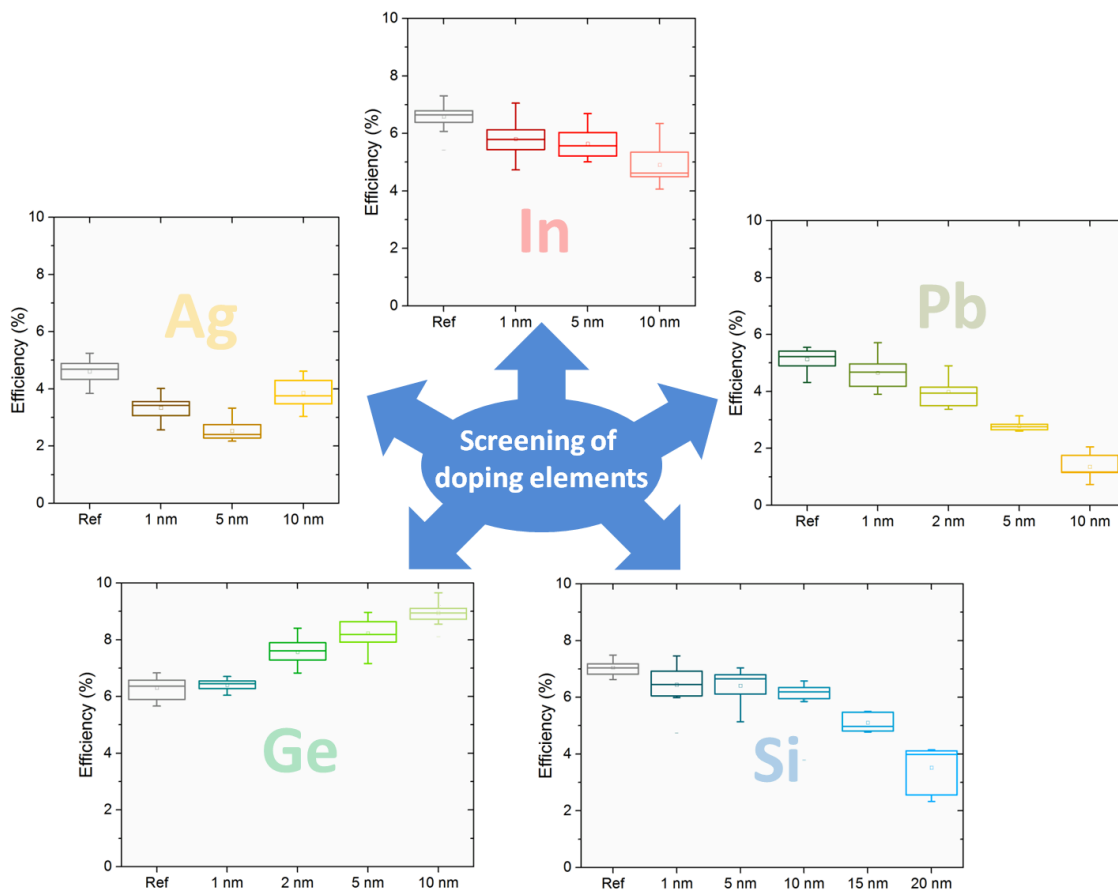 10
8
6
4
2
0
Efficiency (%)
In
Ref 1 nm 5 nm 10 nm
10
8
6
4
2
0
Efficiency (%)
Ag
Ref 1 nm 5 nm 10 nm
10
8
6
4
2
0
Efficiency (%)
Pb
Ref 1 nm 2 nm 5 nm 10 nm
Screening of
doping elements
10
8
6
4
2
0
Efficiency (%)
Ge
Ref 1 nm 2 nm 5 nm 10 nm
10
8
6
4
2
0
Efficiency (%)
Si
Ref 1 nm 5 nm 10 nm 15 nm 20 nm